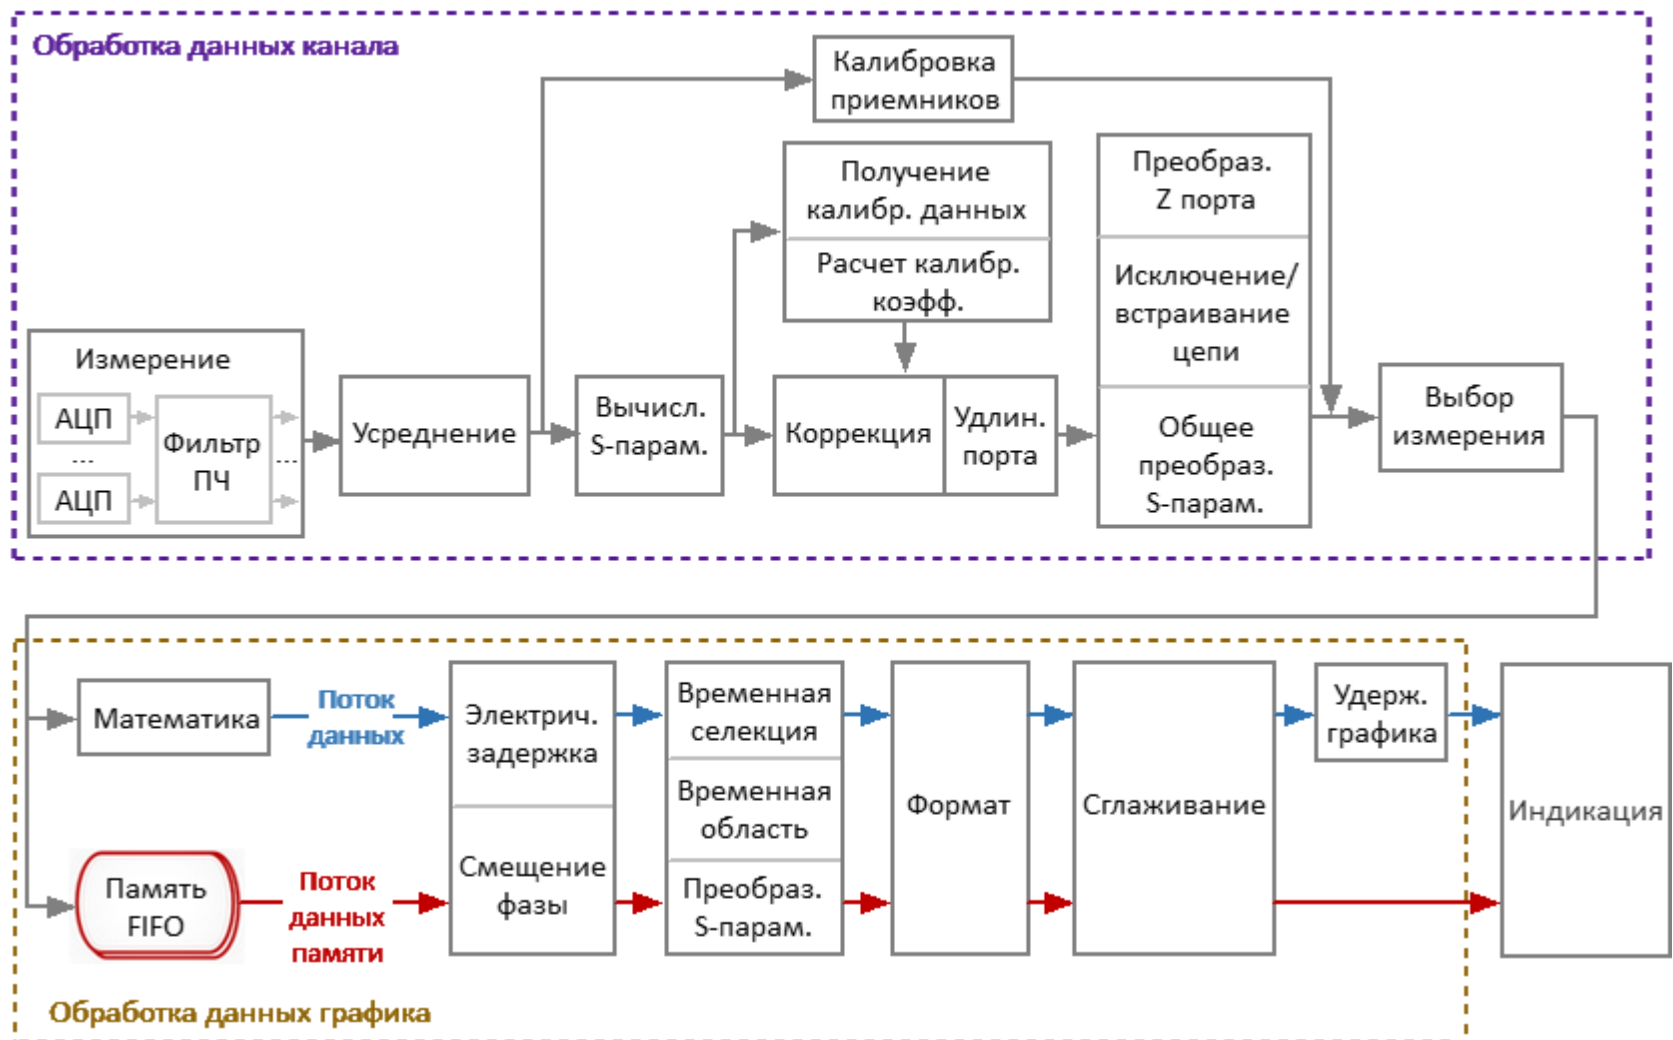 Обработка данных канала
Калибровка
приемников
Получение
калибр. данных
Расчет калибр.
коэфф.
Преобраз.
Z порта
Исключение/
встраивание
цепи
Общее
преобраз.
S-парам.
Измерение
АЦП
...
АЦП
Фильтр
ПЧ
...
Усреднение
Вычисл.
S-парам.
Коррекция
Удлин.
порта
Выбор
измерения
Математика
Поток
данных
Электрич.
задержка
Смещение
фазы
Временная
селекция
Временная
область
Преобраз.
S-парам.
Формат
Сглаживание
Удерж.
графика
Индикация
Память
FIFO
Поток
данных
памяти
Обработка данных графика